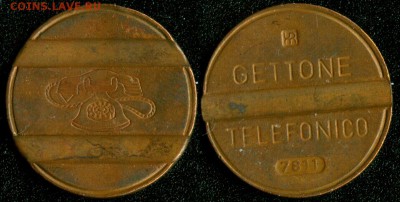 COINS.LAVE.RU
GETTONE
TELEFONICO
7811